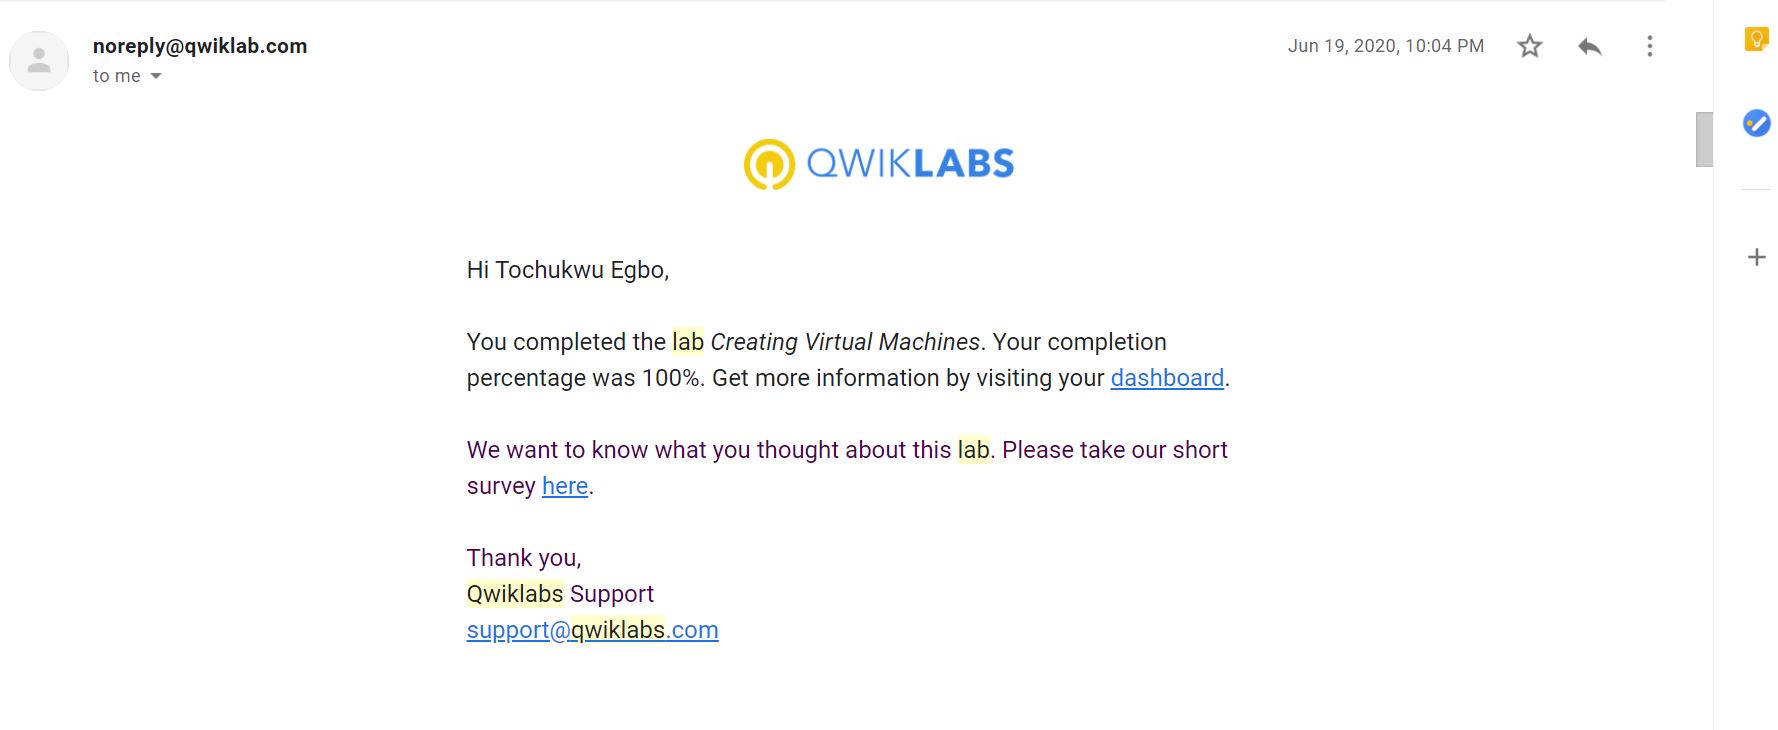 noreply@qwiklab.com
Jun 19, 2020, 10:04 PM
to me
QWIKLABS
Hi Tochukwu Egbo,
You completed the lab Creating Virtual Machines. Your completion
percentage was 100%. Get more information by visiting your dashboard.
We want to know what you thought about this lab. Please take our short
survey here.
Thank you,
Qwiklabs Support
support@qwiklabs.com